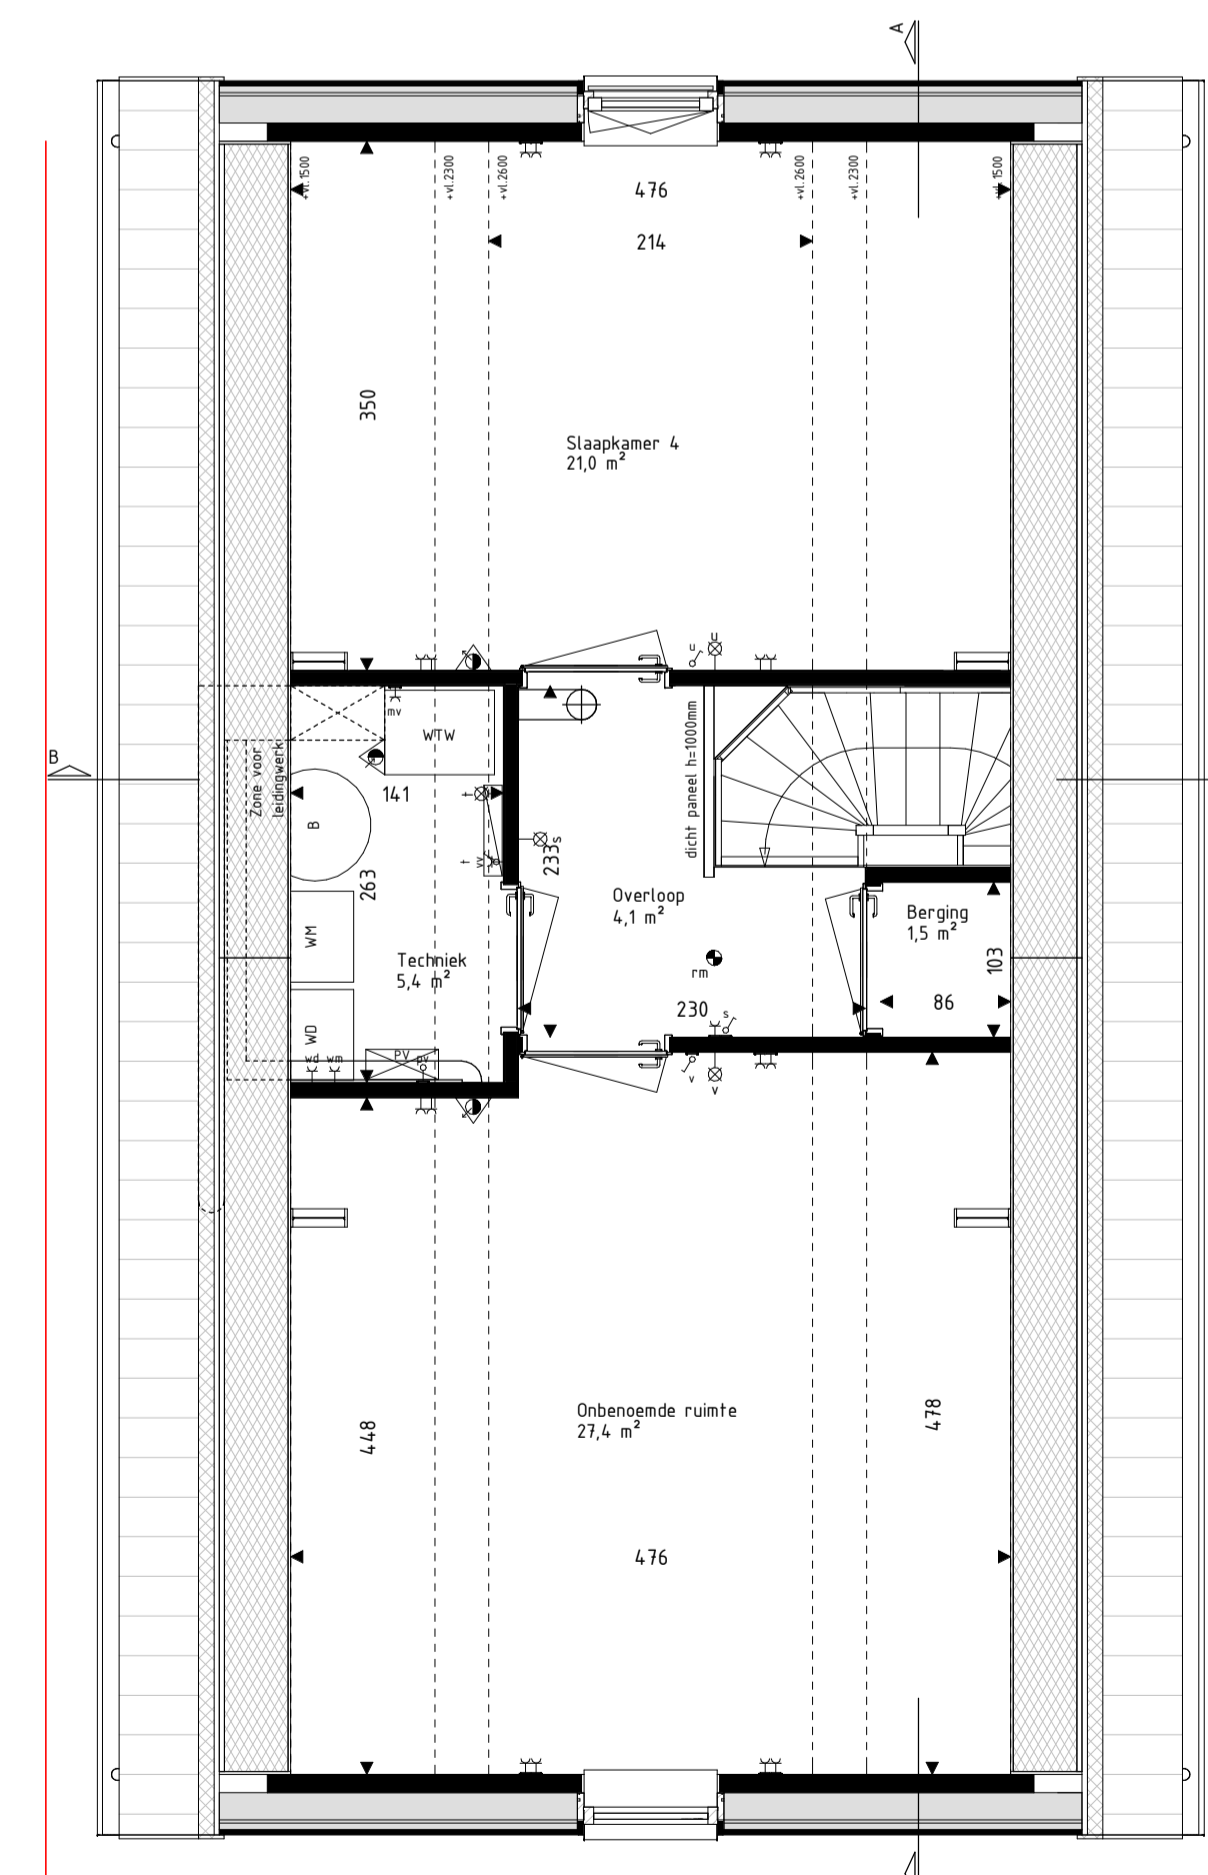 A
+vl.1500
+vl.2300
+vl.2600
476
+vl.2600
+vl.2300
+vl.1500
214
350
Slaapkamer 4
21,0 m²
u
u
mv
WTW
B
Zone voor
leidingwerk
141
t
B
dicht paneel h=1000mm
s
233
t
vv
263
Overloop
4,1 m²
Berging
1,5 m²
WM
Techniek
5,4 m²
rm
103
230
86
s
WD
wd
wm
PV
pv
v
v
Onbenoemde ruimte
27,4 m²
448
478
476